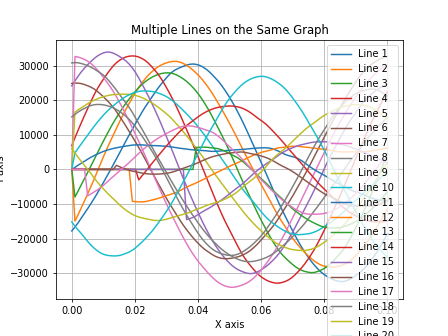 Multiple Lines on the Same Graph
30000
20000
10000
0
−10000
−20000
−30000
0.00
0.02
0.04
0.06
X axis
Line 1
Line 2
Line 3
Line 4
Line 5
Line 6
Line 7
Line 8
Line 9
Line 10
Line 11
Line 12
Line 13
Line 14
Line 15
Line 16
Line 17
Line 18
Line 19
Line 20